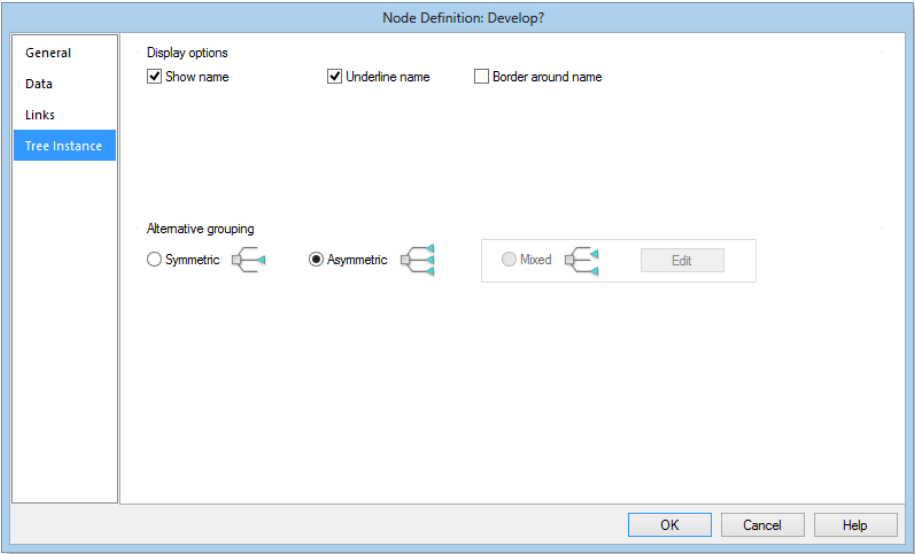 Node Definition: Develop?
General
Data
Links
Tree Instance
Display options
Show name Underline name Border around name
Alternative grouping
Symmetric Asymmetric Mixed Edit
OK Cancel Help